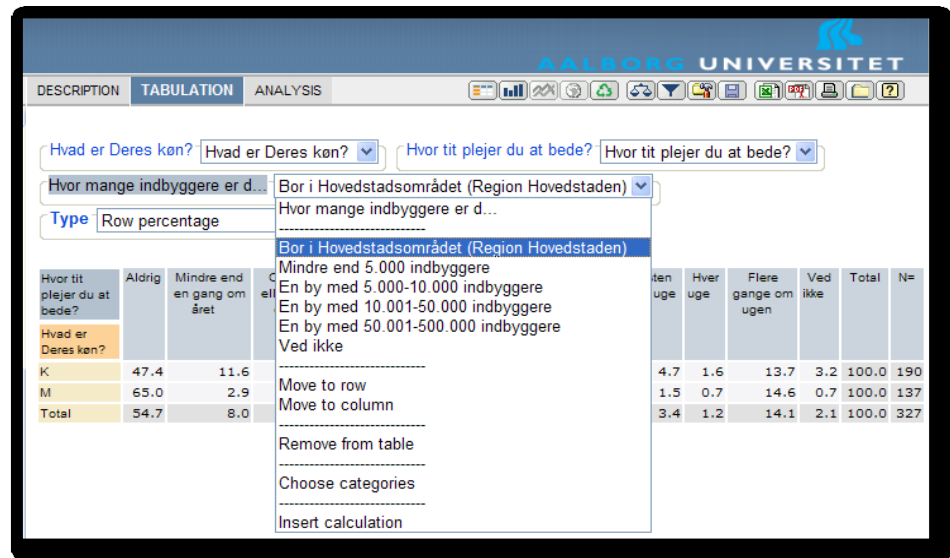 AALBORG UNIVERSITET
DESCRIPTION TABULATION ANALYSIS
Hvad er Deres køn? Hvad er Deres køn? Hvor tit plejer du at bede? Hvor tit plejer du at bede?
Hvor mange indbyggere er d... Bor i Hovedstadsområdet (Region Hovedstaden)
Type Row percentage
Hvor mange indbyggere er d...
----------------------------
Bor i Hovedstadsområdet (Region Hovedstaden)
Mindre end 5.000 indbyggere
En by med 5.000-10.000 indbyggere
En by med 10.001-50.000 indbyggere
En by med 50.001-500.000 indbyggere
Ved ikke
----------------------------
Move to row
Move to column
----------------------------
Remove from table
----------------------------
Choose categories
----------------------------
Insert calculation
Hvor tit Aldrig Mindre end Hver Flere Ved Total N=
plejer du at en gang om uge uge gange om ikke
bede? året ugen
Hvad er
Deres køn?
K 47.4 11.6 4.7 1.6 13.7 3.2 100.0 190
M 65.0 2.9 1.5 0.7 14.6 0.7 100.0 137
Total 54.7 8.0 3.4 1.2 14.1 2.1 100.0 327